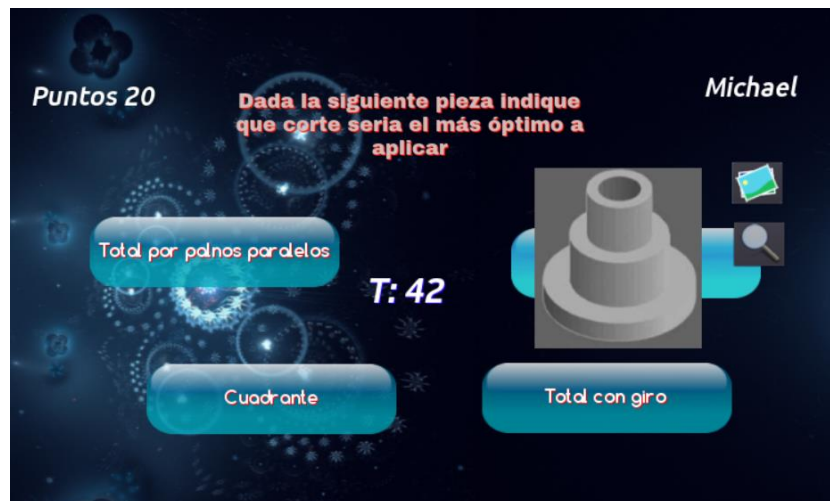 Puntos 20
Michael
Dada la siguiente pieza indique
que corte seria el más óptimo a
aplicar
Total por palnos paralelos
T: 42
Cuadrante
Total con giro